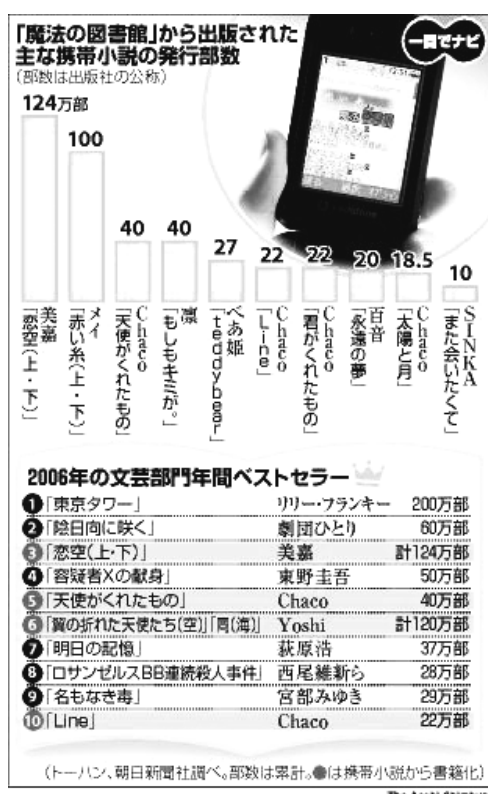 「魔法の図書館」から出版された
主な携帯小説の発行部数
(部数は出版社の公称)
一目でナビ
124万部
100
40
40
27
22
22
20
18.5
10
美嘉
「恋空(上・下)」
メイ
「赤い糸(上・下)」
Chaco
「天使がくれたもの」
凛
「もしもキミが。」
べあ姫
「teddybear」
Chaco
「Line」
Chaco
「君がくれたもの」
百音
「永遠の夢」
Chaco
「太陽と月」
SINKA
「また会いたくて」
2006年の文芸部門年間ベストセラー
1「東京タワー」 リリー・フランキー 200万部
2「陰日向に咲く」 劇団ひとり 60万部
3「恋空(上・下)」 美嘉 計124万部
4「容疑者Xの献身」 東野圭吾 50万部
5「天使がくれたもの」 Chaco 40万部
6「翼の折れた天使たち(空)」「同(海)」 Yoshi 計120万部
7「明日の記憶」 荻原浩 37万部
8「ロサンゼルスBB連続殺人事件」 西尾維新ら 28万部
9「名もなき毒」 宮部みゆき 29万部
10「Line」 Chaco 22万部
(トーハン、朝日新聞社調べ。部数は累計。●は携帯小説から書籍化)